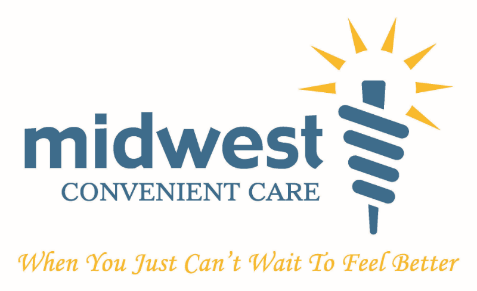 midwest
CONVENIENT CARE
When You Just Can't Wait To Feel Better